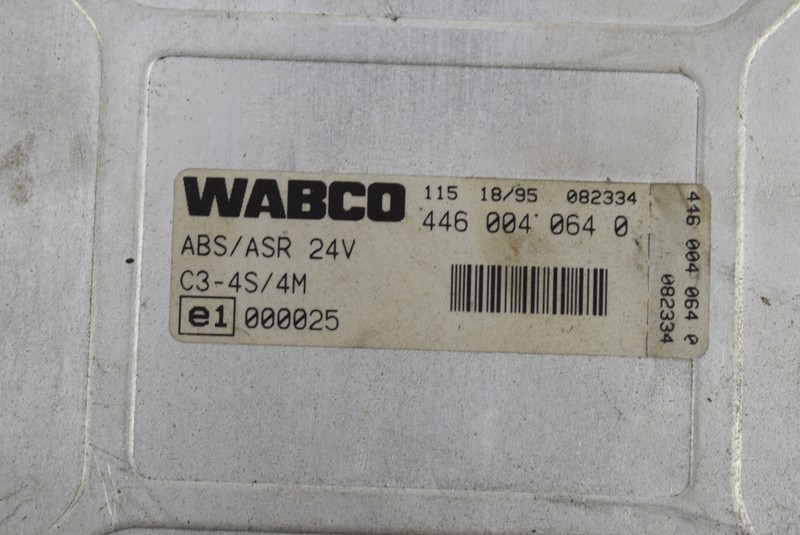 WABCO 115 18/95 082334
446 004 064 0
ABS/ASR 24V
C3-4S/4M
e1 000025
446 004 064 0
082334